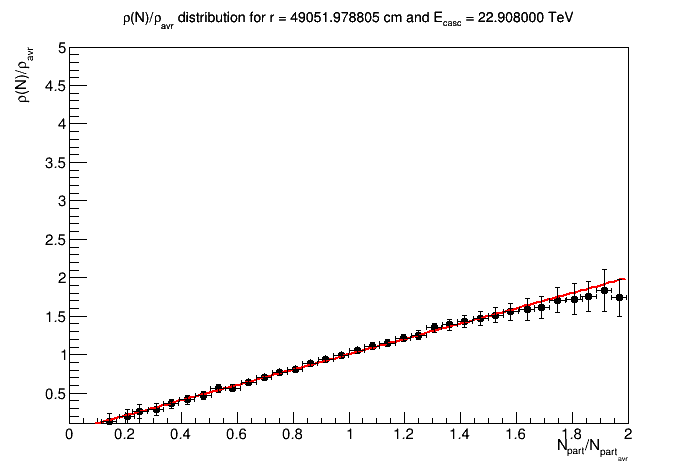 ρ(N)/ρavr distribution for r = 49051.978805 cm and Ecasc = 22.908000 TeV
ρ(N)/ρavr
5
4.5
4
3.5
3
2.5
2
1.5
1
0.5
0 0.2 0.4 0.6 0.8 1 1.2 1.4 1.6 1.8 2
Npart/Npartavr